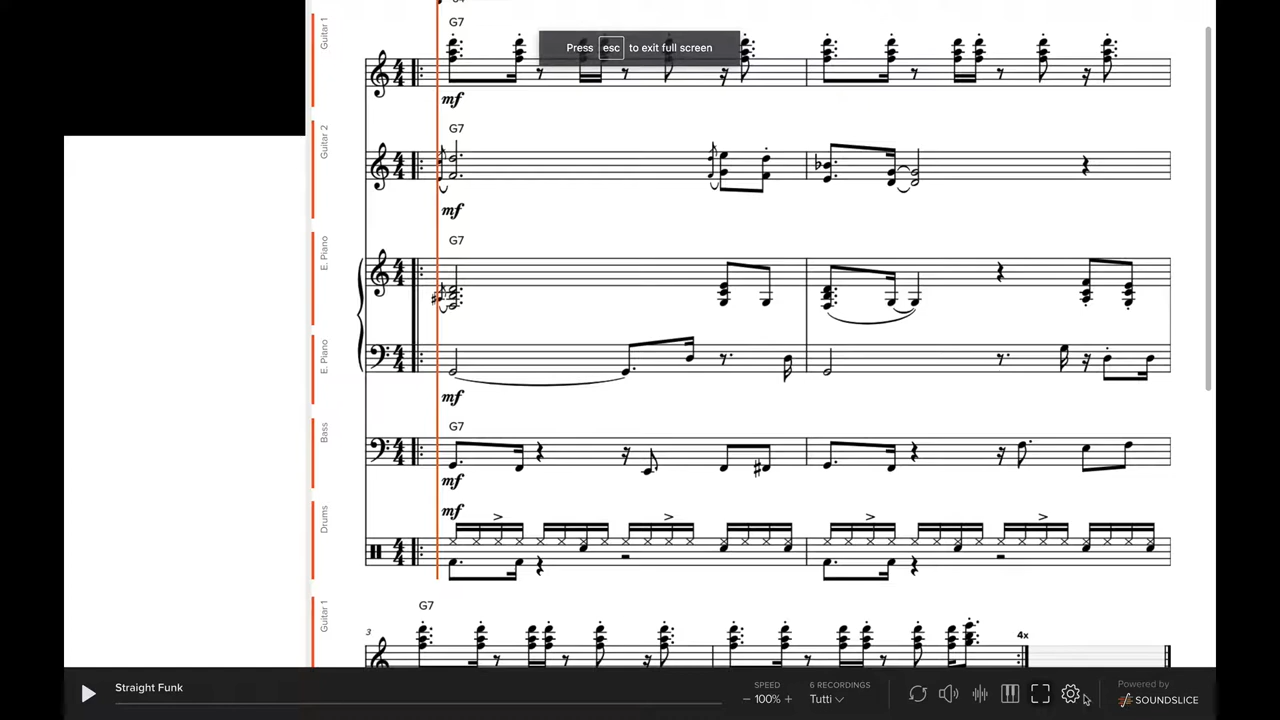 G7
Press esc to exit full screen
Guitar 1
mf
G7
Guitar 2
mf
G7
E. Piano
E. Piano
mf
G7
Bass
mf
mf
Drums
G7
Guitar 1
3
4x
Straight Funk
SPEED
− 100% +
6 RECORDINGS
Tutti
Powered by
SOUNDSLICE